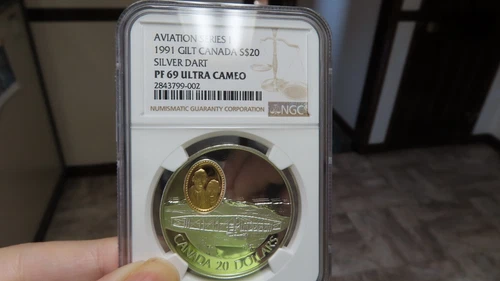 AVIATION SERIES I
1991 GILT CANADA S$20
SILVER DART
PF 69 ULTRA CAMEO
2843799-002
NUMISMATIC GUARANTY CORPORATION
NGC
CANADA 20 DOLLARS